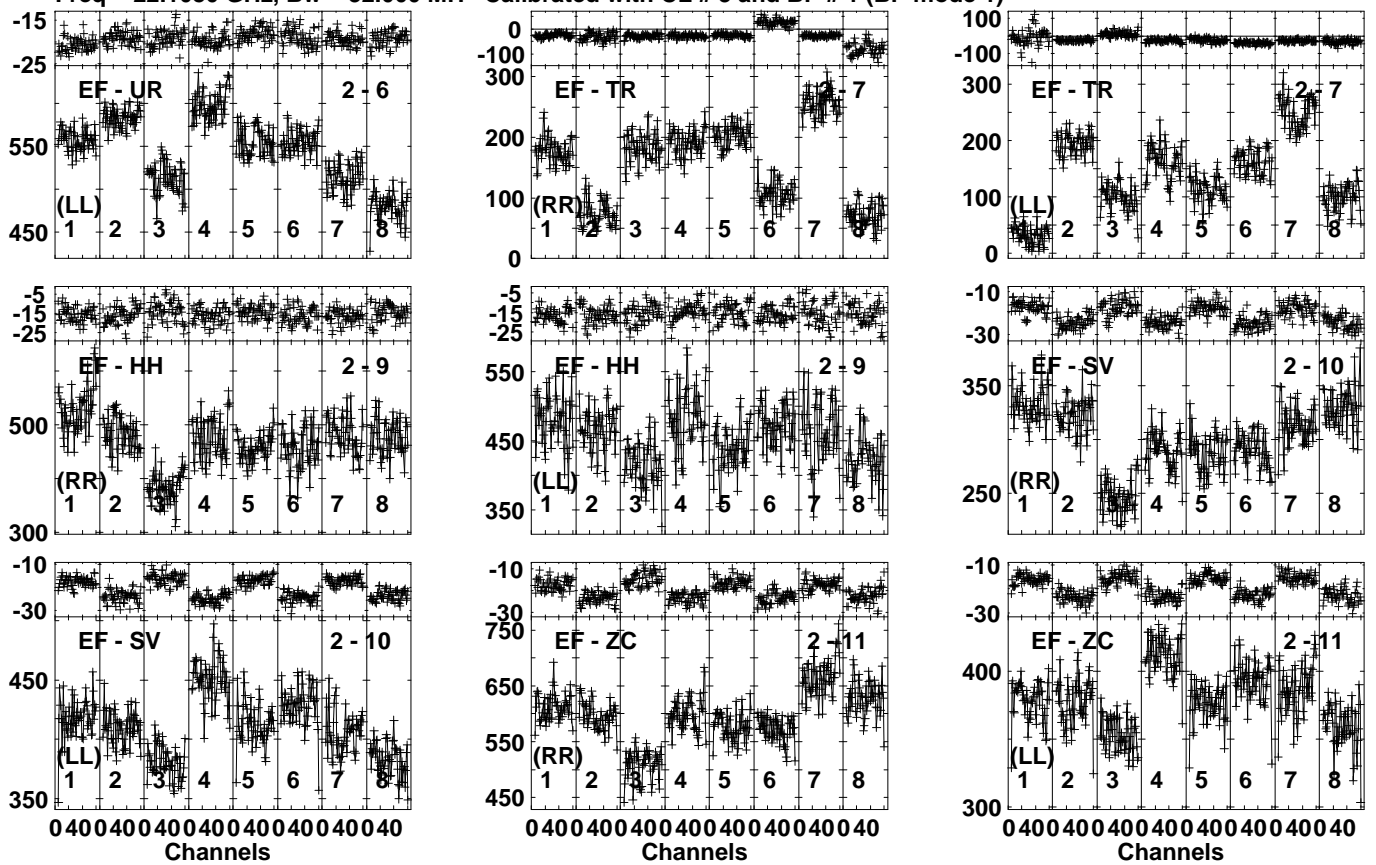 -15
-25
EF - UR 2 - 6
550
(LL)
450
1 2 3 4 5 6 7 8
0
-100
300
EF - TR 2 - 7
200
100
(RR)
0
1 2 3 4 5 6 7 8
100
-100
300
EF - TR 2 - 7
200
100
(LL)
0
1 2 3 4 5 6 7 8
-5
-15
-25
EF - HH 2 - 9
500
(RR)
300
1 2 3 4 5 6 7 8
-5
-15
-25
EF - HH 2 - 9
550
450
(LL)
350
1 2 3 4 5 6 7 8
-10
-30
EF - SV 2 - 10
350
(RR)
250
1 2 3 4 5 6 7 8
-10
-30
EF - SV 2 - 10
450
(LL)
350
1 2 3 4 5 6 7 8
0 40 0 40 0 40 0 40 0 40 0 40 0 40 0 40
Channels
-10
-30
750
EF - ZC 2 - 11
650
550
(RR)
450
1 2 3 4 5 6 7 8
0 40 0 40 0 40 0 40 0 40 0 40 0 40 0 40
Channels
-10
-30
EF - ZC 2 - 11
400
(LL)
300
1 2 3 4 5 6 7 8
0 40 0 40 0 40 0 40 0 40 0 40 0 40 0 40
Channels